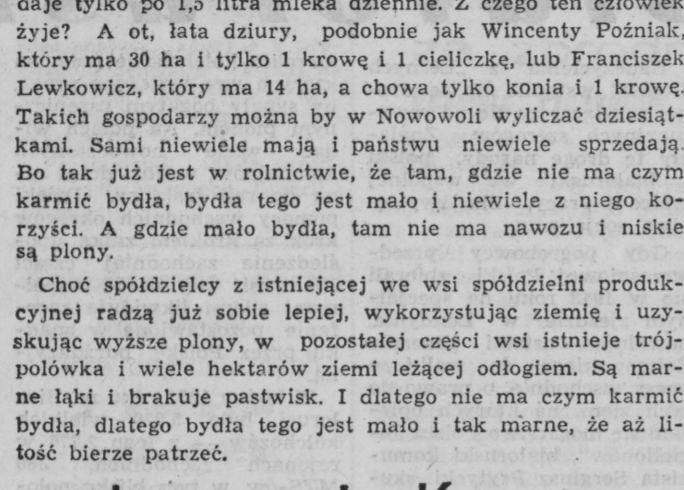 daje tylko po 1,5 litra mleka dziennie. Z czego ten człowiek
żyje? A ot, łata dziury, podobnie jak Wincenty Poźniak,
który ma 30 ha i tylko 1 krowę i 1 cieliczkę, lub Franciszek
Lewkowicz, który ma 14 ha, a chowa tylko konia i 1 krowę.
Takich gospodarzy można by w Nowowoli wyliczać dziesiąt-
kami. Sami niewiele mają i państwu niewiele sprzedają.
Bo tak już jest w rolnictwie, że tam, gdzie nie ma czym
karmić bydła, bydła tego jest mało i niewiele z niego ko-
rzyści. A gdzie mało bydła, tam nie ma nawozu i niskie
są plony.
Choć spółdzielcy z istniejącej we wsi spółdzielni produk-
cyjnej radzą już sobie lepiej, wykorzystując ziemię i uzy-
skując wyższe plony, w pozostałej części wsi istnieje trój-
polówka i wiele hektarów ziemi leżącej odłogiem. Są mar-
ne łąki i brakuje pastwisk. I dlatego nie ma czym karmić
bydła, dlatego bydła tego jest mało i tak marne, że aż li-
tość bierze patrzeć.